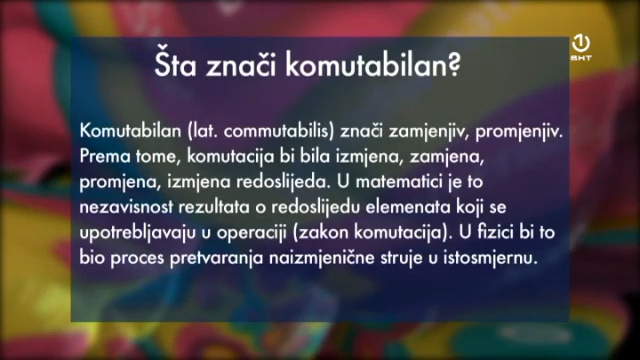 Šta znači komutabilan?
1
BHT
Komutabilan (lat. commutabilis) znači zamjenjiv, promjenjiv.
Prema tome, komutacija bi bila izmjena, zamjena,
promjena, izmjena redoslijeda. U matematici je to
nezavisnost rezultata o redoslijedu elemenata koji se
upotrebljavaju u operaciji (zakon komutacija). U fizici bi to
bio proces pretvaranja naizmjenične struje u istosmjernu.